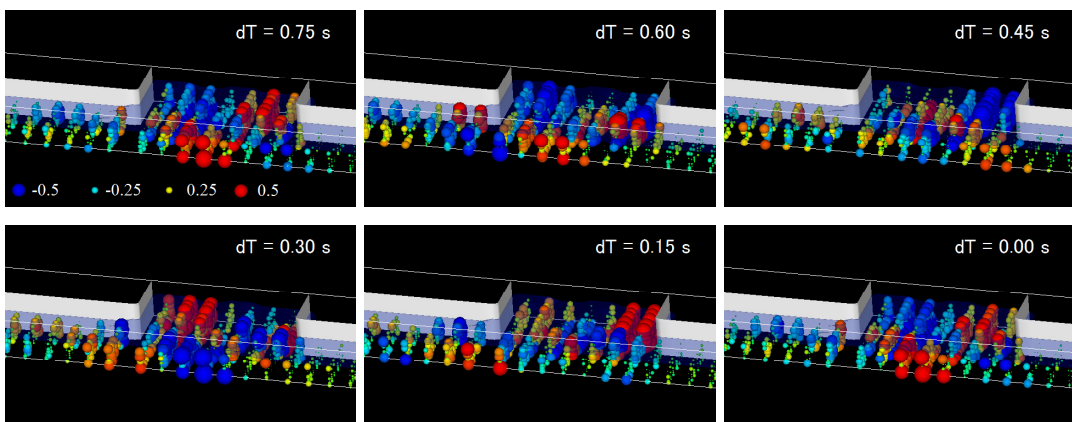 dT = 0.75 s
dT = 0.60 s
dT = 0.45 s
-0.5 -0.25 0.25 0.5
dT = 0.30 s
dT = 0.15 s
dT = 0.00 s